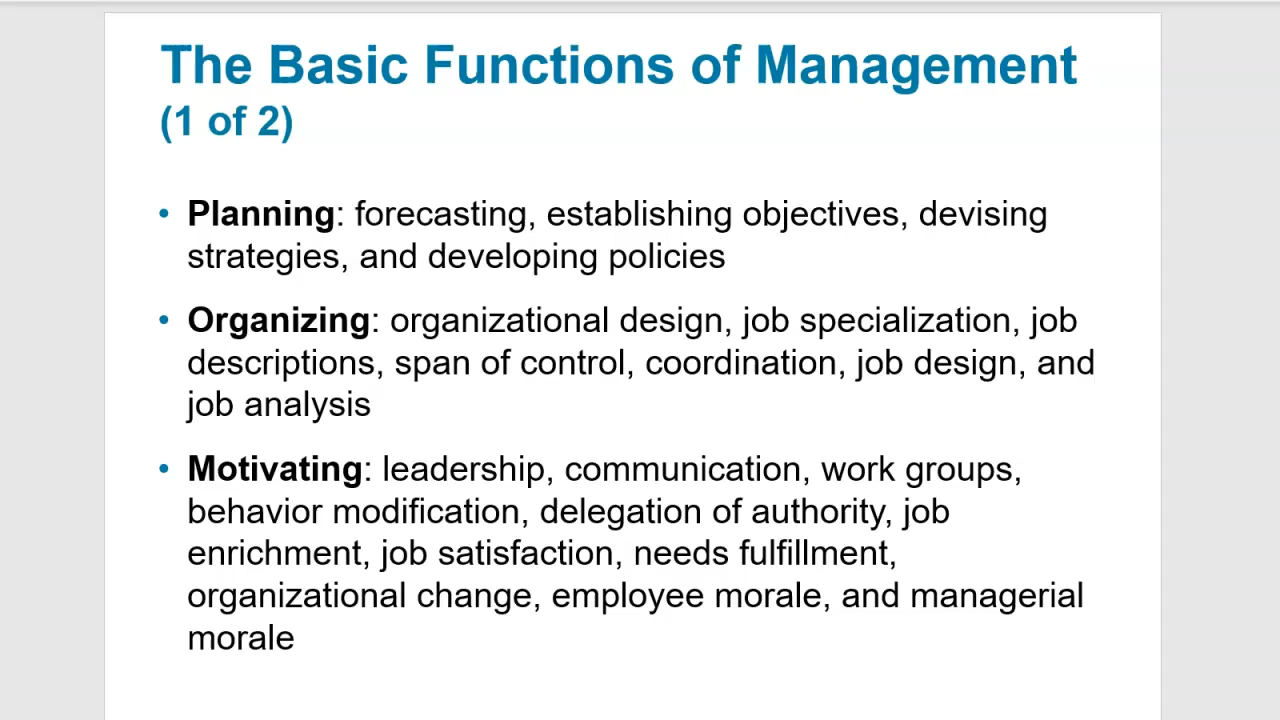 The Basic Functions of Management
(1 of 2)
• Planning: forecasting, establishing objectives, devising
strategies, and developing policies
• Organizing: organizational design, job specialization, job
descriptions, span of control, coordination, job design, and
job analysis
• Motivating: leadership, communication, work groups,
behavior modification, delegation of authority, job
enrichment, job satisfaction, needs fulfillment,
organizational change, employee morale, and managerial
morale